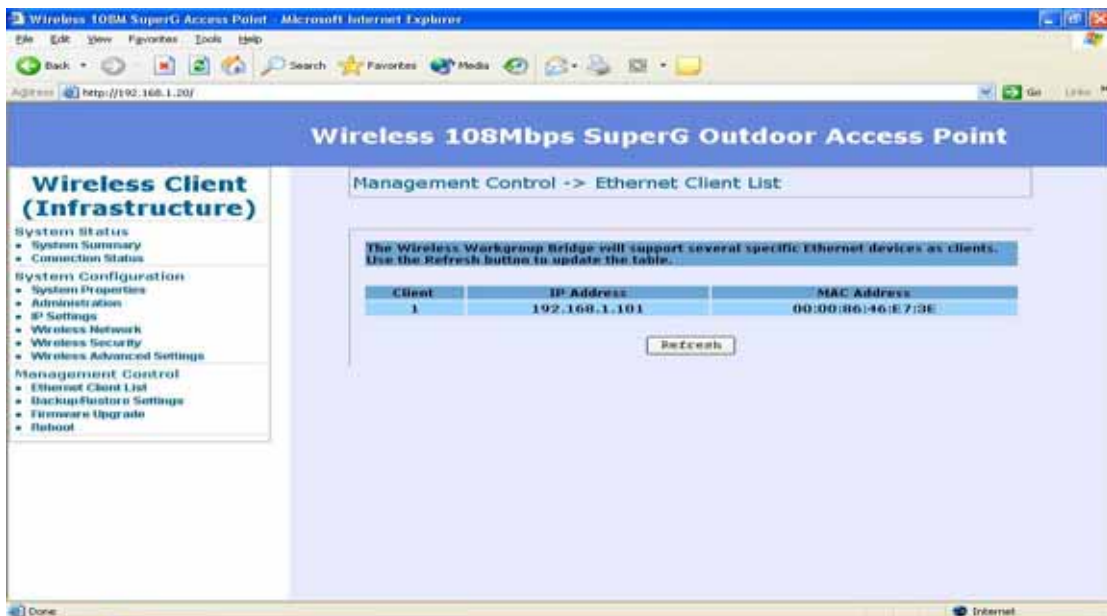 Wireless 108M SuperG Access Point - Microsoft Internet Explorer
File Edit View Favorites Tools Help
Back Search Favorites Media
Address http://192.168.1.20/ Go Links
Wireless 108Mbps SuperG Outdoor Access Point
Wireless Client
(Infrastructure)
System Status
System Summary
Connection Status
System Configuration
System Properties
Administration
IP Settings
Wireless Network
Wireless Security
Wireless Advanced Settings
Management Control
Ethernet Client List
Backup/Restore Settings
Firmware Upgrade
Reboot
Management Control -> Ethernet Client List
The Wireless Workgroup Bridge will support several specific Ethernet devices as clients.
Use the Refresh button to update the table.
Client IP Address MAC Address
1 192.168.1.101 00:00:86:46:E7:3E
Refresh
Done Internet